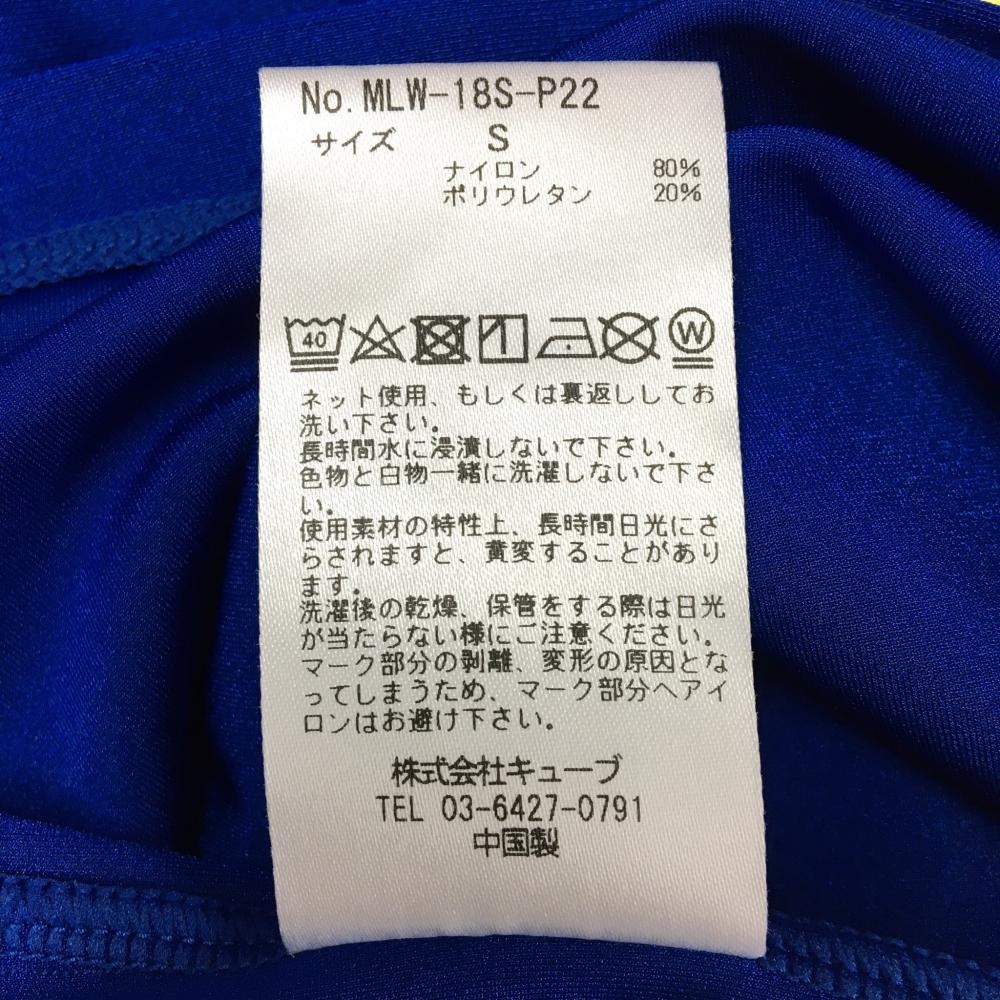 No. MLW-18S-P22
サイズ S
ナイロン 80%
ポリウレタン 20%
40 W
ネット使用、もしくは裏返ししてお
洗い下さい。
長時間水に浸漬しないで下さい。
色物と白物一緒に洗濯しないで下さ
い。
使用素材の特性上、長時間日光にさ
らされますと、黄変することがあり
ます。
洗濯後の乾燥、保管をする際は日光
が当たらない様にご注意ください。
マーク部分の剥離、変形の原因とな
ってしまうため、マーク部分へアイ
ロンはお避け下さい。
株式会社キューブ
TEL 03-6427-0791
中国製